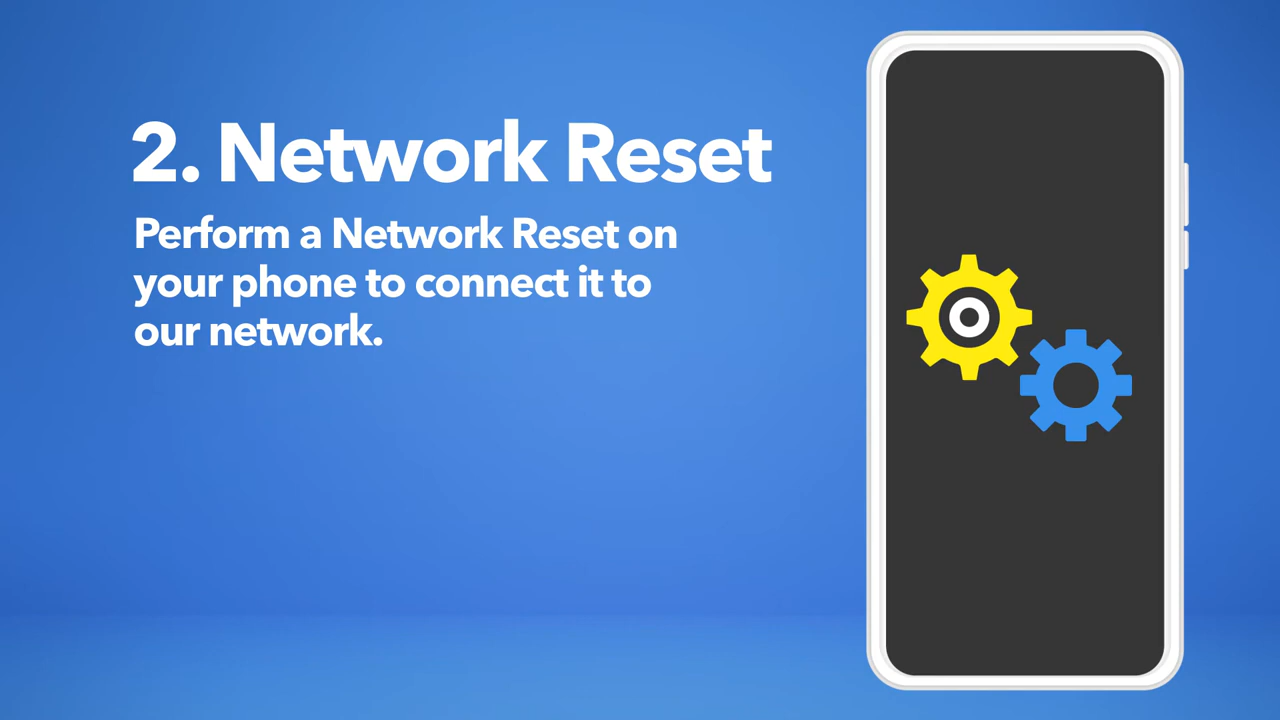 2. Network Reset
Perform a Network Reset on
your phone to connect it to
our network.